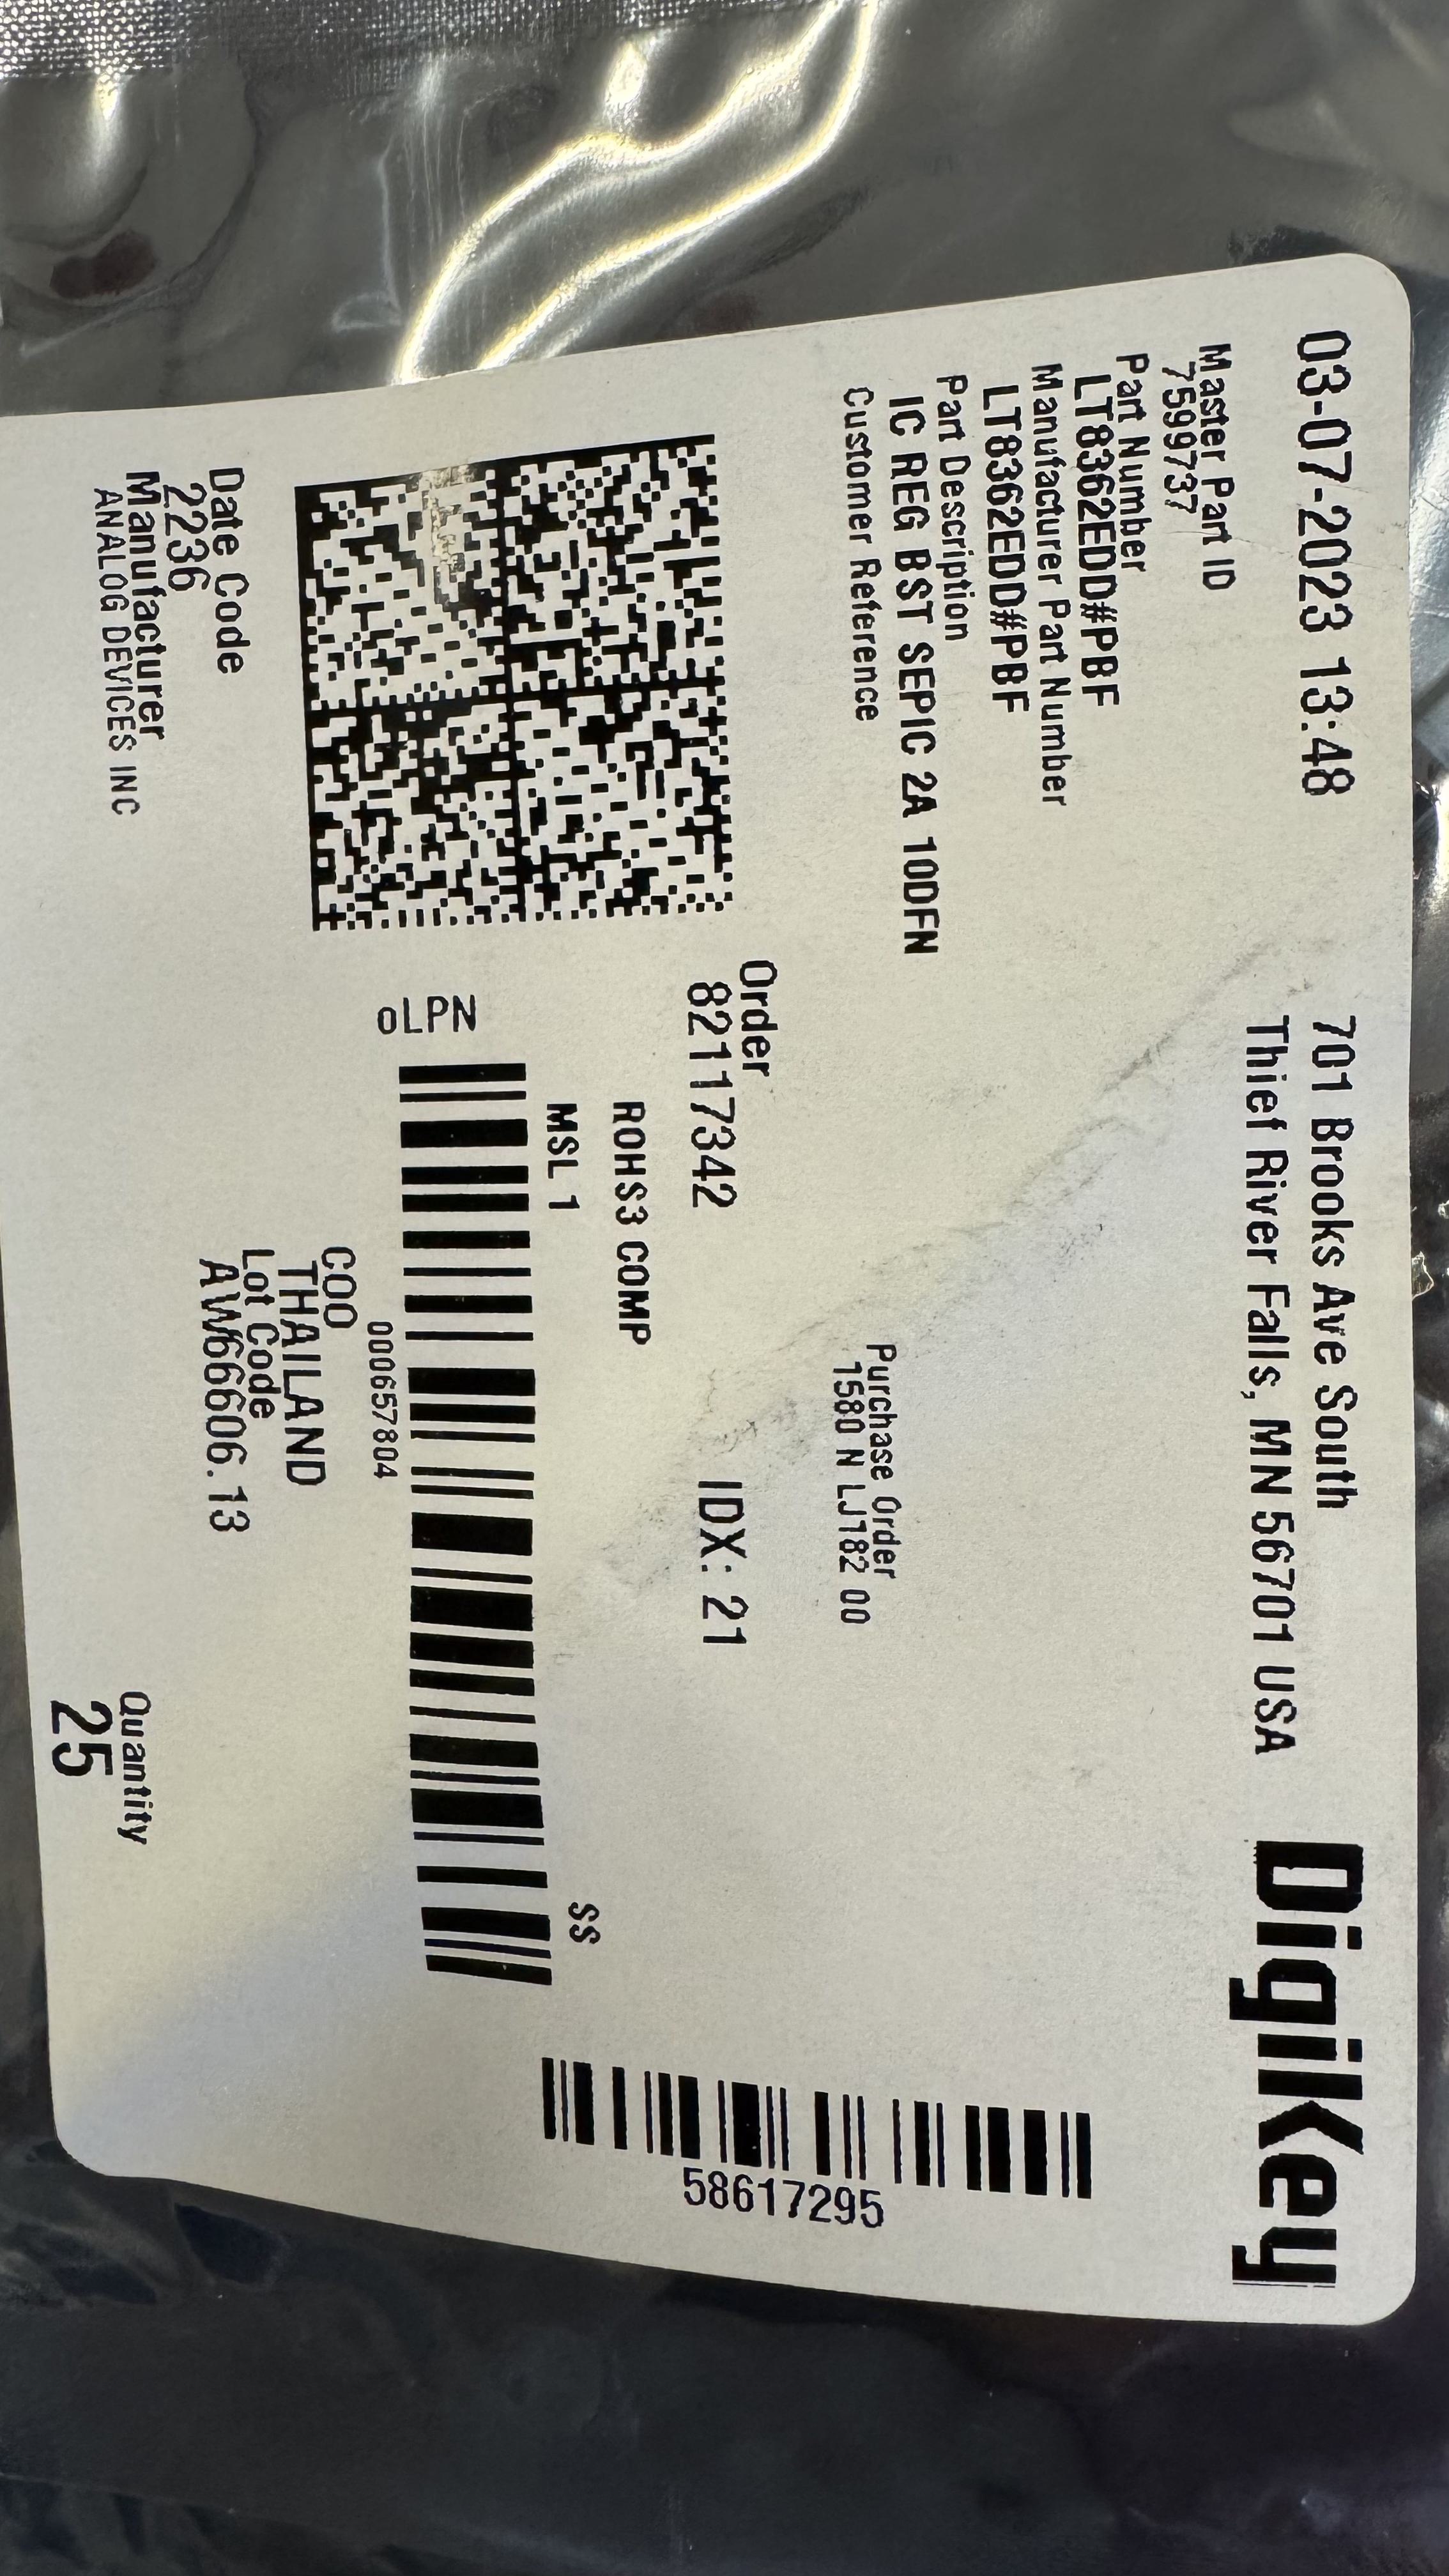 03-07-2023 13:48
701 Brooks Ave South
Thief River Falls, MN 56701 USA
DigiKey
Master Part ID
7599737
Part Number
LT8362EDD#PBF
Manufacturer Part Number
LT8362EDD#PBF
Part Description
IC REG BST SEPIC 2A 10DFN
Customer Reference
Purchase Order
1580 N LJ182 00
Order
82117342
IDX: 21
ROHS3 COMP
MSL 1
SS
oLPN
000657804
58617295
COO
THAILAND
Lot Code
AW66606.13
Date Code
2236
Manufacturer
ANALOG DEVICES INC
Quantity
25